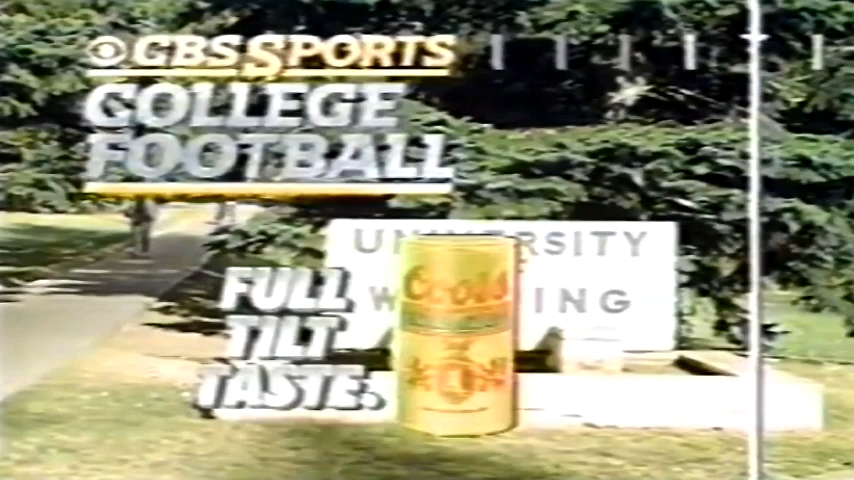 CBS SPORTS
COLLEGE
FOOTBALL
UNIVERSITY
W ING
FULL
TILT
TASTE.
Coors